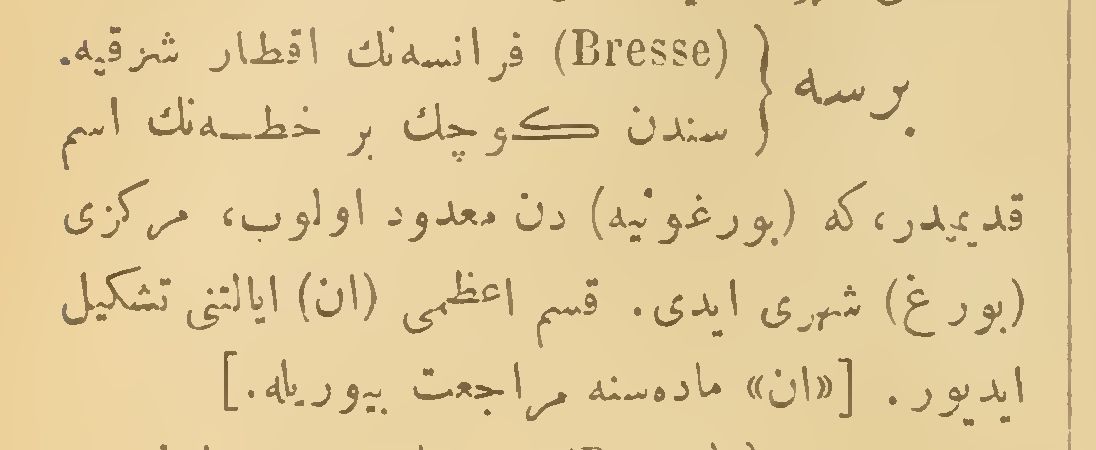 برسه } (Bresse) فرانسه‌نك اقطار شرقیه‌-
سندن كوچك بر خطه‌نك اسم
قدیمیدر، كه (بورغونیه) دن معدود اولوب، مركزی
(بورغ) شهری ایدی. قسم اعظمی (ان) ایالتنی تشكیل
ایدیور. [«ان» ماده‌سنه مراجعت بیوریله.]